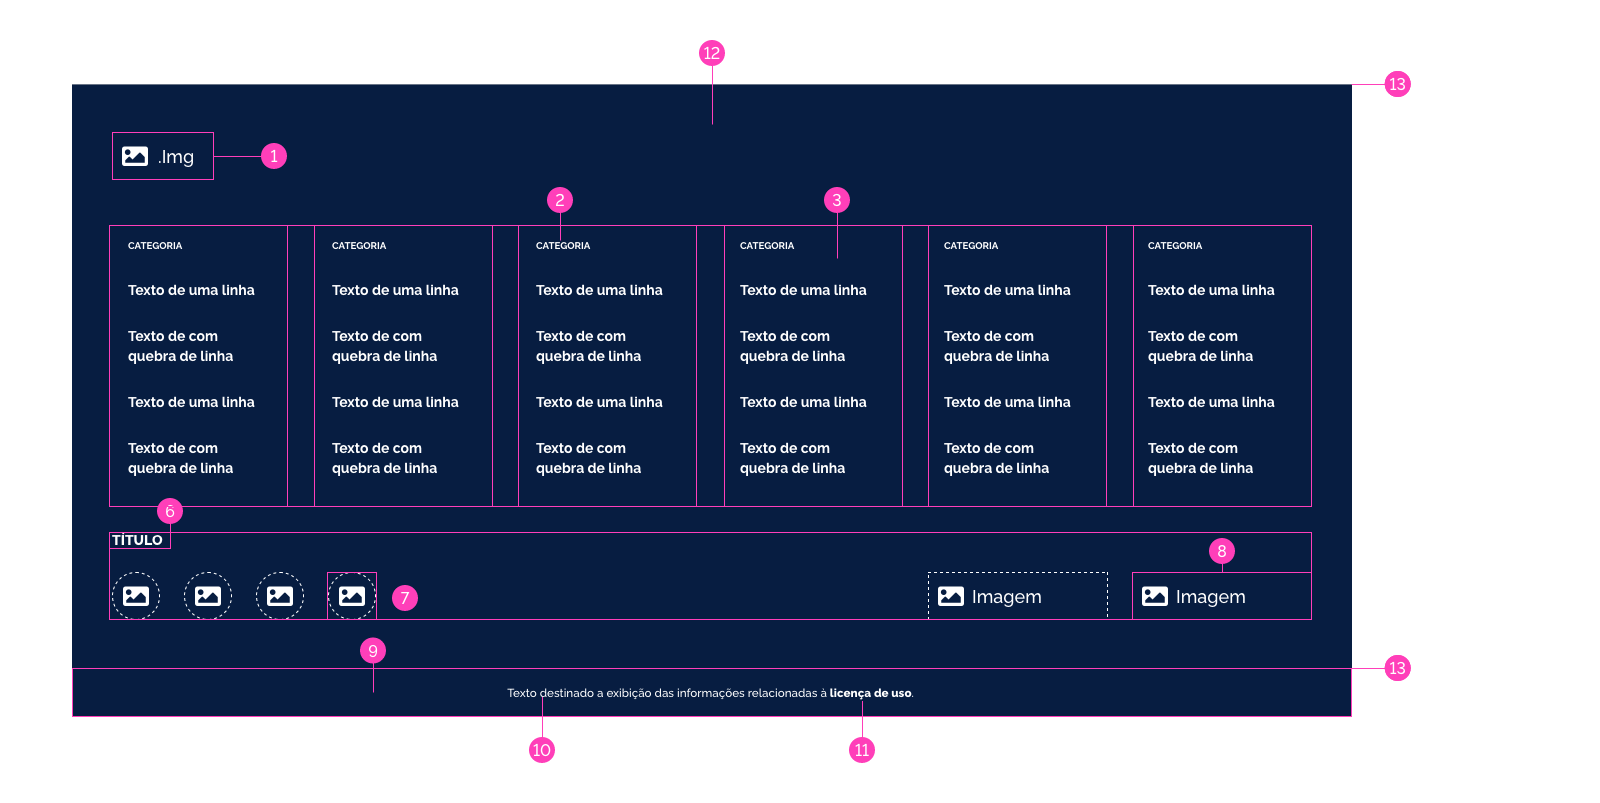 12
13
.Img
1
2
3
CATEGORIA CATEGORIA CATEGORIA CATEGORIA CATEGORIA CATEGORIA
Texto de uma linha Texto de uma linha Texto de uma linha Texto de uma linha Texto de uma linha Texto de uma linha
Texto de com Texto de com Texto de com Texto de com Texto de com Texto de com
quebra de linha quebra de linha quebra de linha quebra de linha quebra de linha quebra de linha
Texto de uma linha Texto de uma linha Texto de uma linha Texto de uma linha Texto de uma linha Texto de uma linha
Texto de com Texto de com Texto de com Texto de com Texto de com Texto de com
quebra de linha quebra de linha quebra de linha quebra de linha quebra de linha quebra de linha
6
TÍTULO
8
7
Imagem
Imagem
9
13
Texto destinado a exibição das informações relacionadas à licença de uso.
10
11